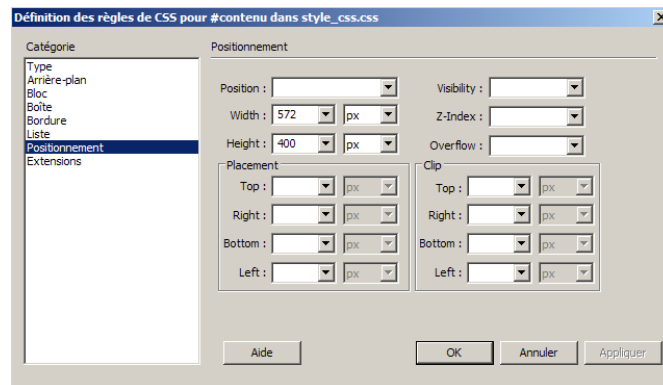 Définition des règles de CSS pour #contenu dans style_css.css
Catégorie
Positionnement
Type
Arrière-plan
Bloc
Boîte
Bordure
Liste
Positionnement
Extensions
Position :
Visibility :
Width : 572 px
Z-Index :
Height : 400 px
Overflow :
Placement
Clip
Top : px
Top : px
Right : px
Right : px
Bottom : px
Bottom : px
Left : px
Left : px
Aide
OK
Annuler
Appliquer